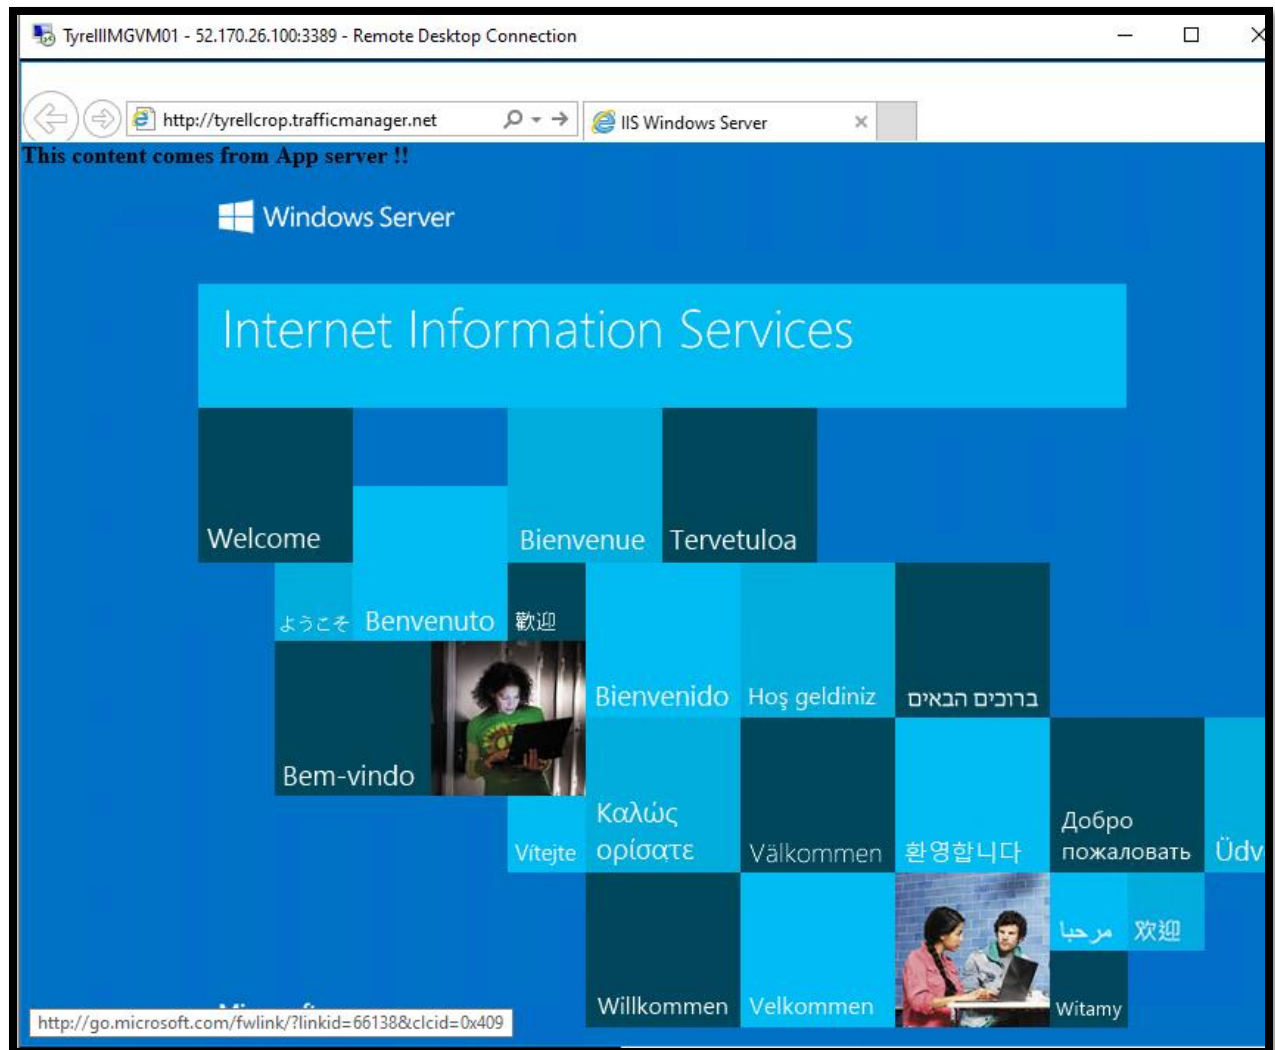 TyrellIMGVM01 - 52.170.26.100:3389 - Remote Desktop Connection
http://tyrellcrop.trafficmanager.net
IIS Windows Server
This content comes from App server !!
Windows Server
Internet Information Services
Welcome
Bienvenue
Tervetuloa
ようこそ
Benvenuto
歡迎
Bienvenido
Hoş geldiniz
ברוכים הבאים
Bem-vindo
Vítejte
Καλώς
ορίσατε
Välkommen
환영합니다
Добро
пожаловать
Üdv
Willkommen
Velkommen
مرحبا
欢迎
Witamy
http://go.microsoft.com/fwlink/?linkid=66138&clcid=0x409